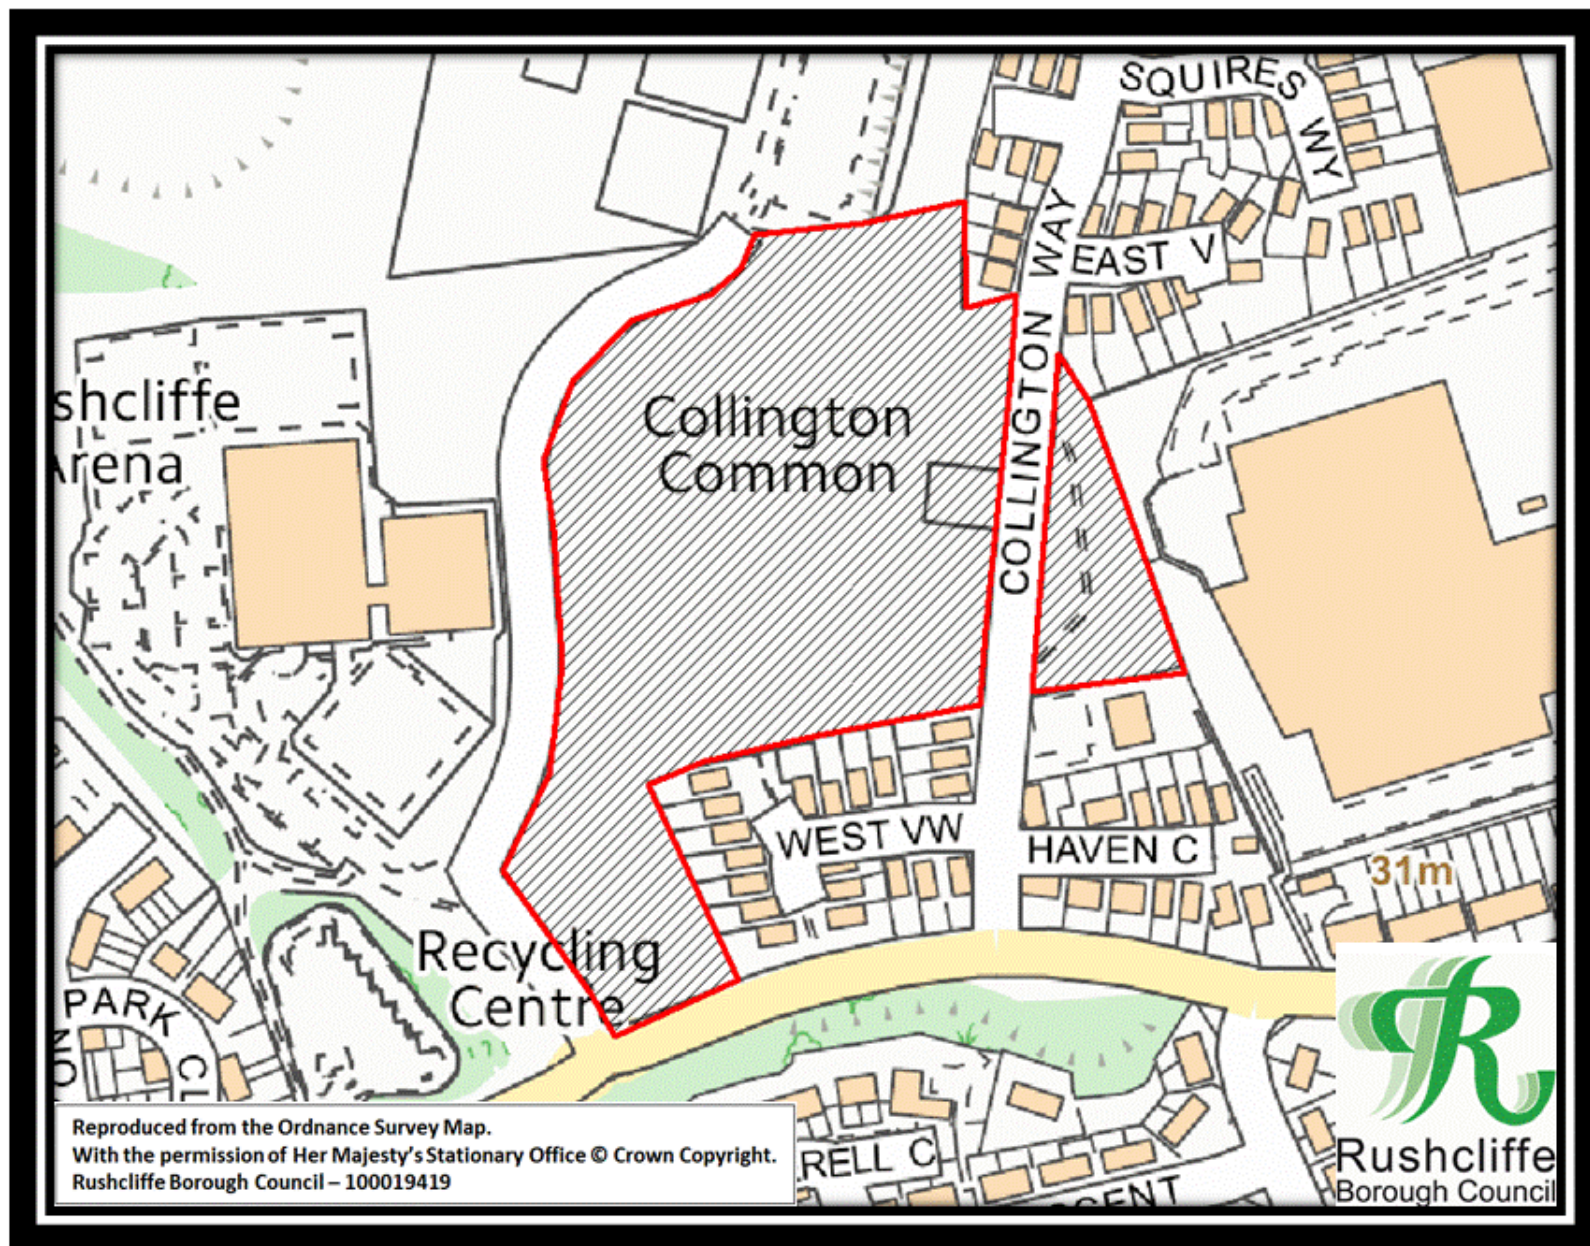 SQUIRES WY
COLLINGTON WAY
EAST V
shcliffe
Arena
Collington
Common
WEST VW
HAVEN C
31m
Recycling
Centre
PARK CL
RELL C
Reproduced from the Ordnance Survey Map.
With the permission of Her Majesty's Stationary Office © Crown Copyright.
Rushcliffe Borough Council – 100019419
R
Rushcliffe
Borough Council